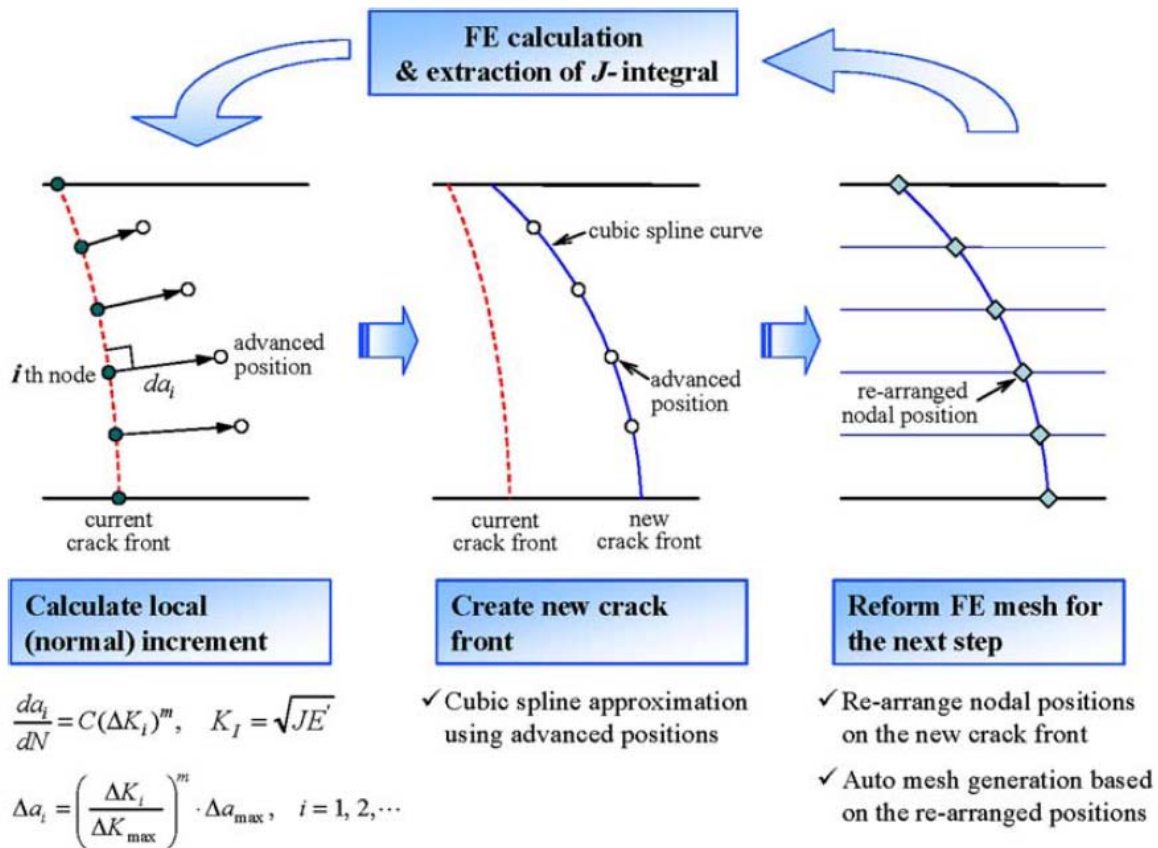 FE calculation
& extraction of J- integral
i th node
da_i
advanced
position
current
crack front
cubic spline curve
advanced
position
current
crack front
new
crack front
re-arranged
nodal position
Calculate local
(normal) increment
da_i/dN = C(ΔK_i)^m, K_I = √JE'
Δa_i = (ΔK_i/ΔK_max)^m · Δa_max, i = 1, 2,⋯
Create new crack
front
✓ Cubic spline approximation
using advanced positions
Reform FE mesh for
the next step
✓ Re-arrange nodal positions
on the new crack front
✓ Auto mesh generation based
on the re-arranged positions